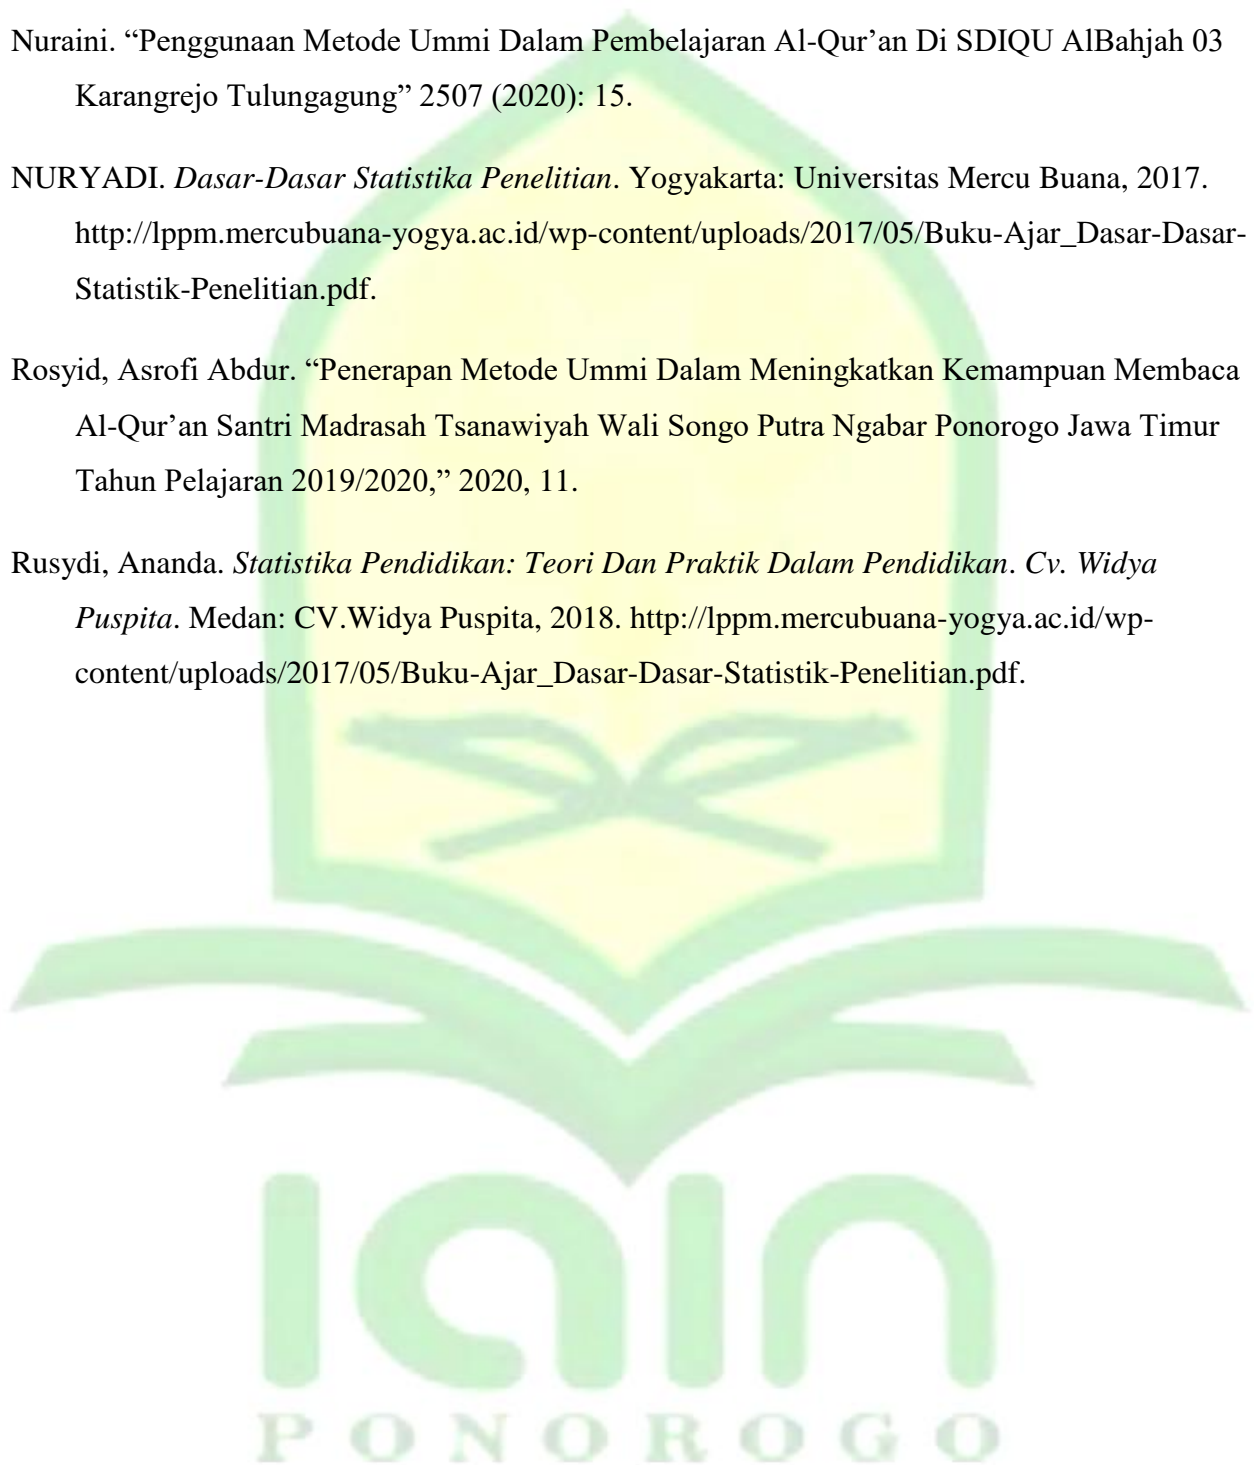 Nuraini. “Penggunaan Metode Ummi Dalam Pembelajaran Al-Qur’an Di SDIQU AlBahjah 03
Karangrejo Tulungagung” 2507 (2020): 15.
NURYADI. Dasar-Dasar Statistika Penelitian. Yogyakarta: Universitas Mercu Buana, 2017.
http://lppm.mercubuana-yogya.ac.id/wp-content/uploads/2017/05/Buku-Ajar_Dasar-Dasar-
Statistik-Penelitian.pdf.
Rosyid, Asrofi Abdur. “Penerapan Metode Ummi Dalam Meningkatkan Kemampuan Membaca
Al-Qur’an Santri Madrasah Tsanawiyah Wali Songo Putra Ngabar Ponorogo Jawa Timur
Tahun Pelajaran 2019/2020,” 2020, 11.
Rusydi, Ananda. Statistika Pendidikan: Teori Dan Praktik Dalam Pendidikan. Cv. Widya
Puspita. Medan: CV.Widya Puspita, 2018. http://lppm.mercubuana-yogya.ac.id/wp-
content/uploads/2017/05/Buku-Ajar_Dasar-Dasar-Statistik-Penelitian.pdf.
iain
PONOROGO